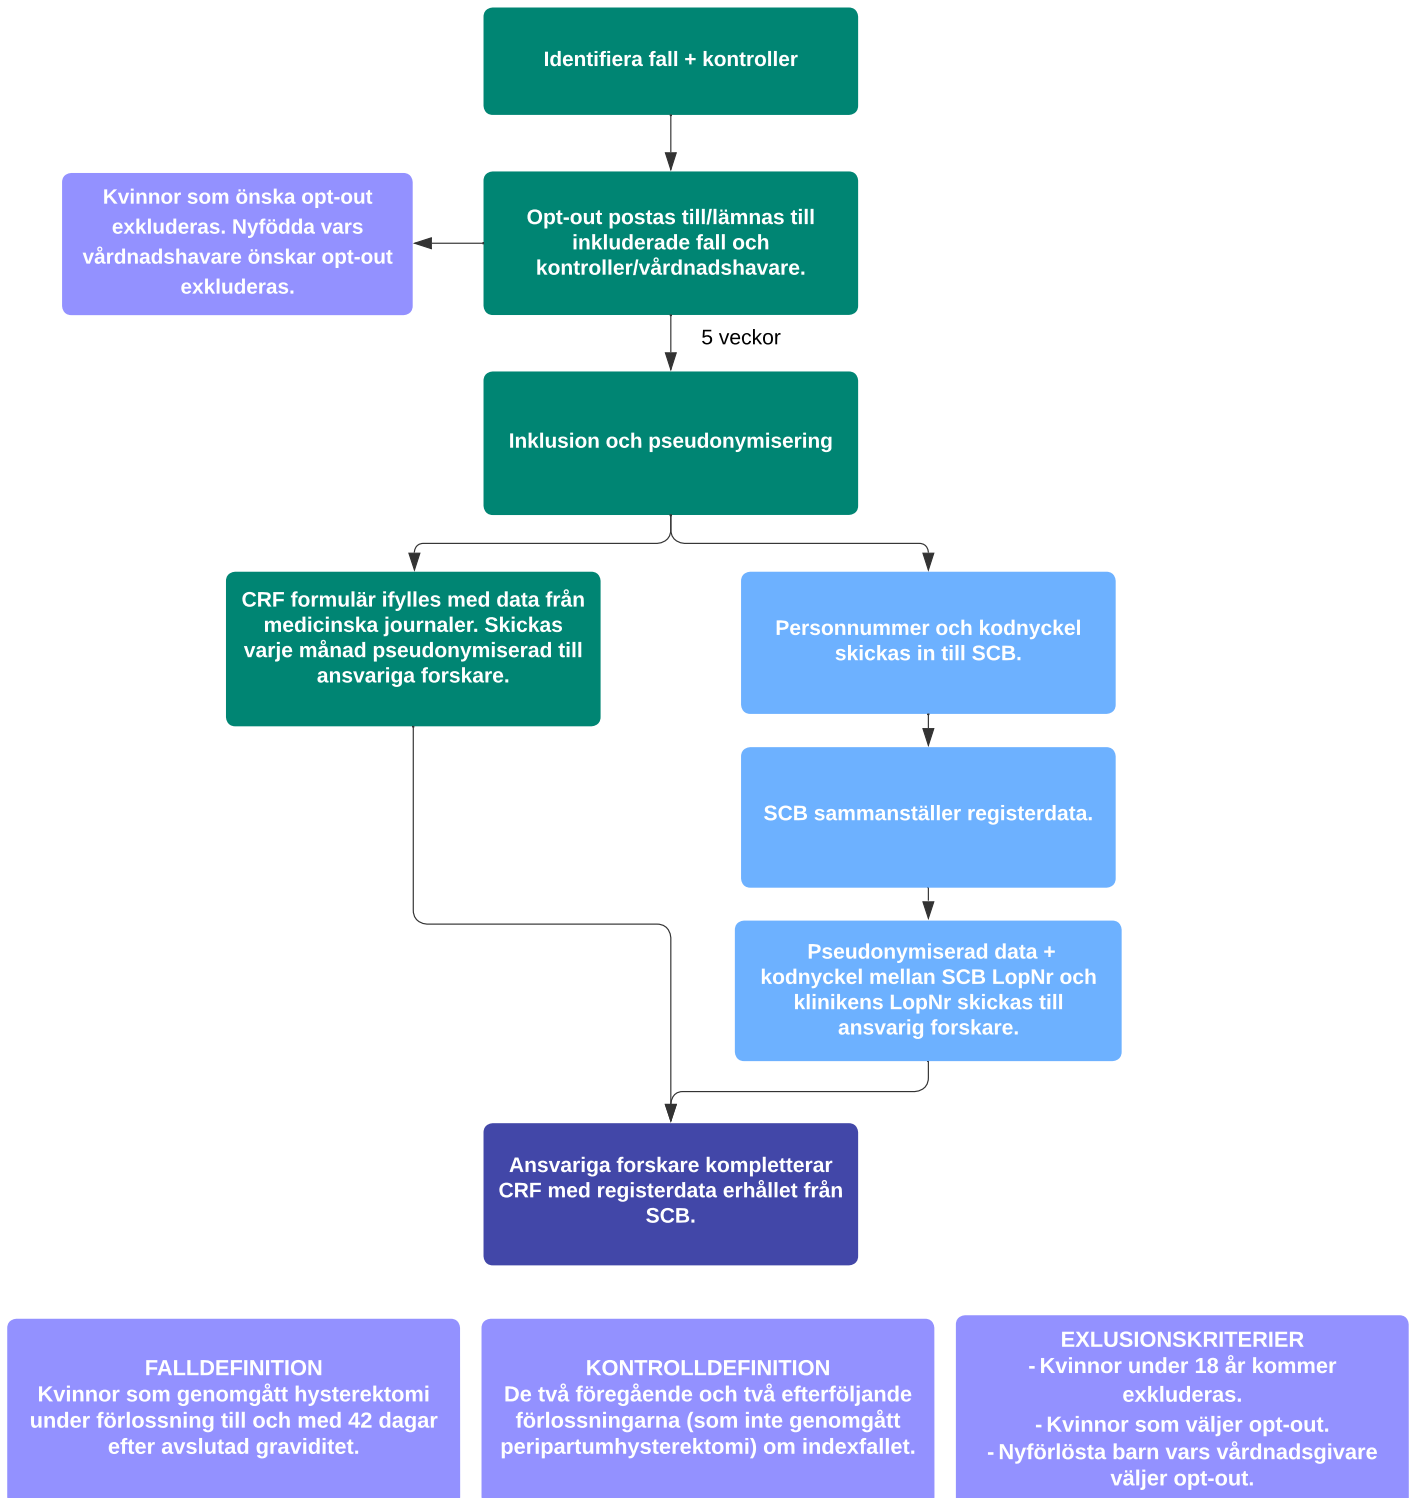 Identifiera fall + kontroller
Kvinnor som önska opt-out
exkluderas. Nyfödda vars
vårdnadshavare önskar opt-out
exkluderas.
Opt-out postas till/lämnas till
inkluderade fall och
kontroller/vårdnadshavare.
5 veckor
Inklusion och pseudonymisering
CRF formulär ifylles med data från
medicinska journaler. Skickas
varje månad pseudonymiserad till
ansvariga forskare.
Personnummer och kodnyckel
skickas in till SCB.
SCB sammanställer registerdata.
Pseudonymiserad data +
kodnyckel mellan SCB LopNr och
klinikens LopNr skickas till
ansvarig forskare.
Ansvariga forskare kompletterar
CRF med registerdata erhållet från
SCB.
FALLDEFINITION
Kvinnor som genomgått hysterektomi
under förlossning till och med 42 dagar
efter avslutad graviditet.
KONTROLLDEFINITION
De två föregående och två efterföljande
förlossningarna (som inte genomgått
peripartumhysterektomi) om indexfallet.
EXLUSIONSKRITERIER
- Kvinnor under 18 år kommer
exkluderas.
- Kvinnor som väljer opt-out.
- Nyförlösta barn vars vårdnadsgivare
väljer opt-out.